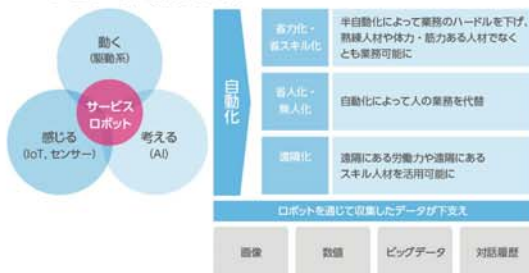 動く
(駆動系)
サービス
ロボット
感じる
(IoT, センサー)
考える
(AI)
自動化
省力化・
省スキル化
半自動化によって業務のハードルを下げ、
熟練人材や体力・筋力ある人材でなく
とも業務可能に
省人化・
無人化
自動化によって人の業務を代替
遠隔化
遠隔にある労働力や遠隔にある
スキル人材を活用可能に
ロボットを通じて収集したデータが下支え
画像
数値
ビッグデータ
対話履歴